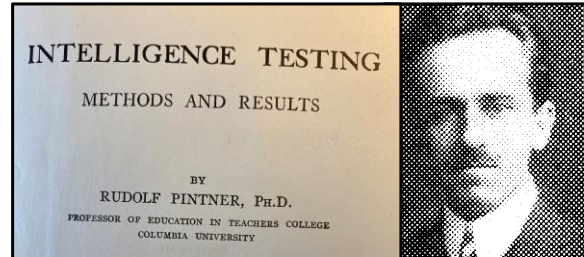 INTELLIGENCE TESTING
METHODS AND RESULTS
BY
RUDOLF PINTNER, PH.D.
PROFESSOR OF EDUCATION IN TEACHERS COLLEGE
COLUMBIA UNIVERSITY